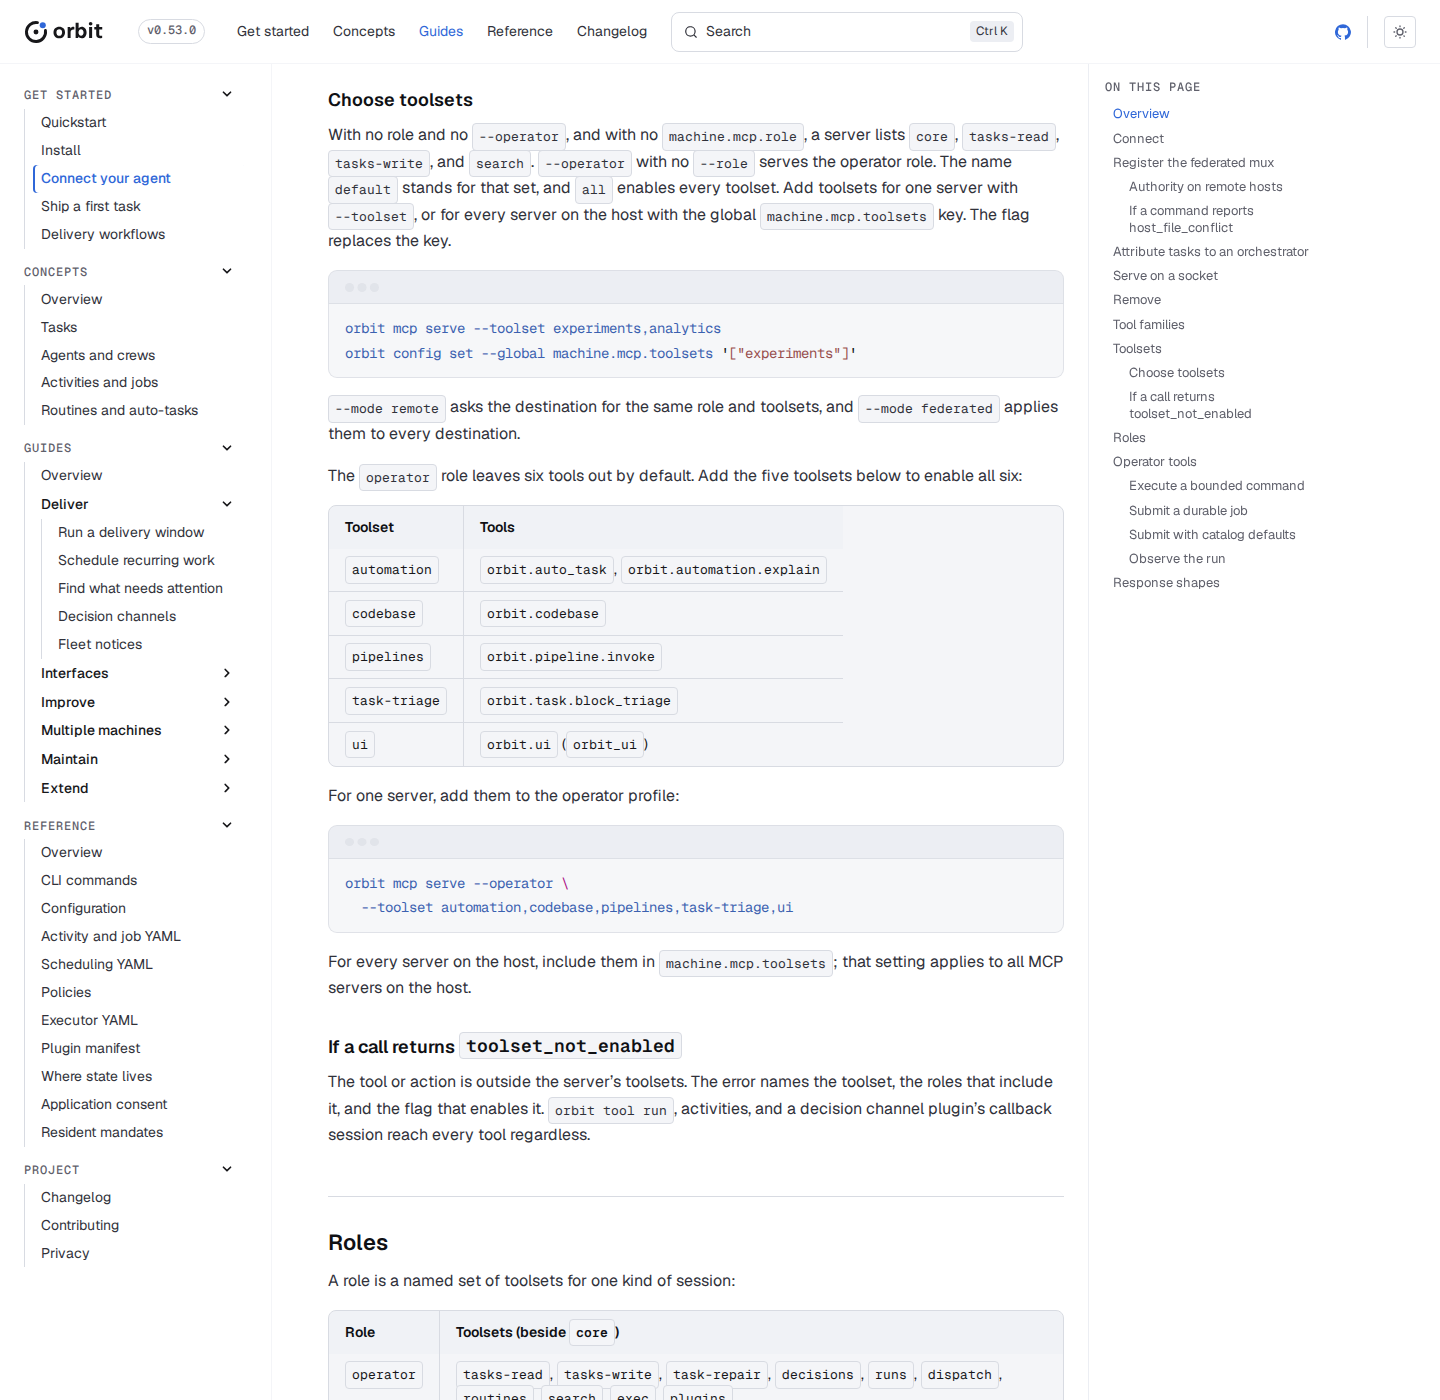 orbit
v0.53.0
Get started
Concepts
Guides
Reference
Changelog
Search
Ctrl K
GET STARTED
Quickstart
Install
Connect your agent
Ship a first task
Delivery workflows
CONCEPTS
Overview
Tasks
Agents and crews
Activities and jobs
Routines and auto-tasks
GUIDES
Overview
Deliver
Run a delivery window
Schedule recurring work
Find what needs attention
Decision channels
Fleet notices
Interfaces
Improve
Multiple machines
Maintain
Extend
REFERENCE
Overview
CLI commands
Configuration
Activity and job YAML
Scheduling YAML
Policies
Executor YAML
Plugin manifest
Where state lives
Application consent
Resident mandates
PROJECT
Changelog
Contributing
Privacy
Choose toolsets
With no role and no --operator, and with no machine.mcp.role, a server lists core, tasks-read,
tasks-write, and search. --operator with no --role serves the operator role. The name
default stands for that set, and all enables every toolset. Add toolsets for one server with
--toolset, or for every server on the host with the global machine.mcp.toolsets key. The flag
replaces the key.
orbit mcp serve --toolset experiments,analytics
orbit config set --global machine.mcp.toolsets '["experiments"]'
--mode remote asks the destination for the same role and toolsets, and --mode federated applies
them to every destination.
The operator role leaves six tools out by default. Add the five toolsets below to enable all six:
Toolset Tools
automation orbit.auto_task, orbit.automation.explain
codebase orbit.codebase
pipelines orbit.pipeline.invoke
task-triage orbit.task.block_triage
ui orbit.ui (orbit_ui)
For one server, add them to the operator profile:
orbit mcp serve --operator \
--toolset automation,codebase,pipelines,task-triage,ui
For every server on the host, include them in machine.mcp.toolsets; that setting applies to all MCP
servers on the host.
If a call returns toolset_not_enabled
The tool or action is outside the server’s toolsets. The error names the toolset, the roles that include
it, and the flag that enables it. orbit tool run, activities, and a decision channel plugin’s callback
session reach every tool regardless.
Roles
A role is a named set of toolsets for one kind of session:
Role Toolsets (beside core)
operator tasks-read, tasks-write, task-repair, decisions, runs, dispatch,
routines, search, exec, plugins
ON THIS PAGE
Overview
Connect
Register the federated mux
Authority on remote hosts
If a command reports
host_file_conflict
Attribute tasks to an orchestrator
Serve on a socket
Remove
Tool families
Toolsets
Choose toolsets
If a call returns
toolset_not_enabled
Roles
Operator tools
Execute a bounded command
Submit a durable job
Submit with catalog defaults
Observe the run
Response shapes